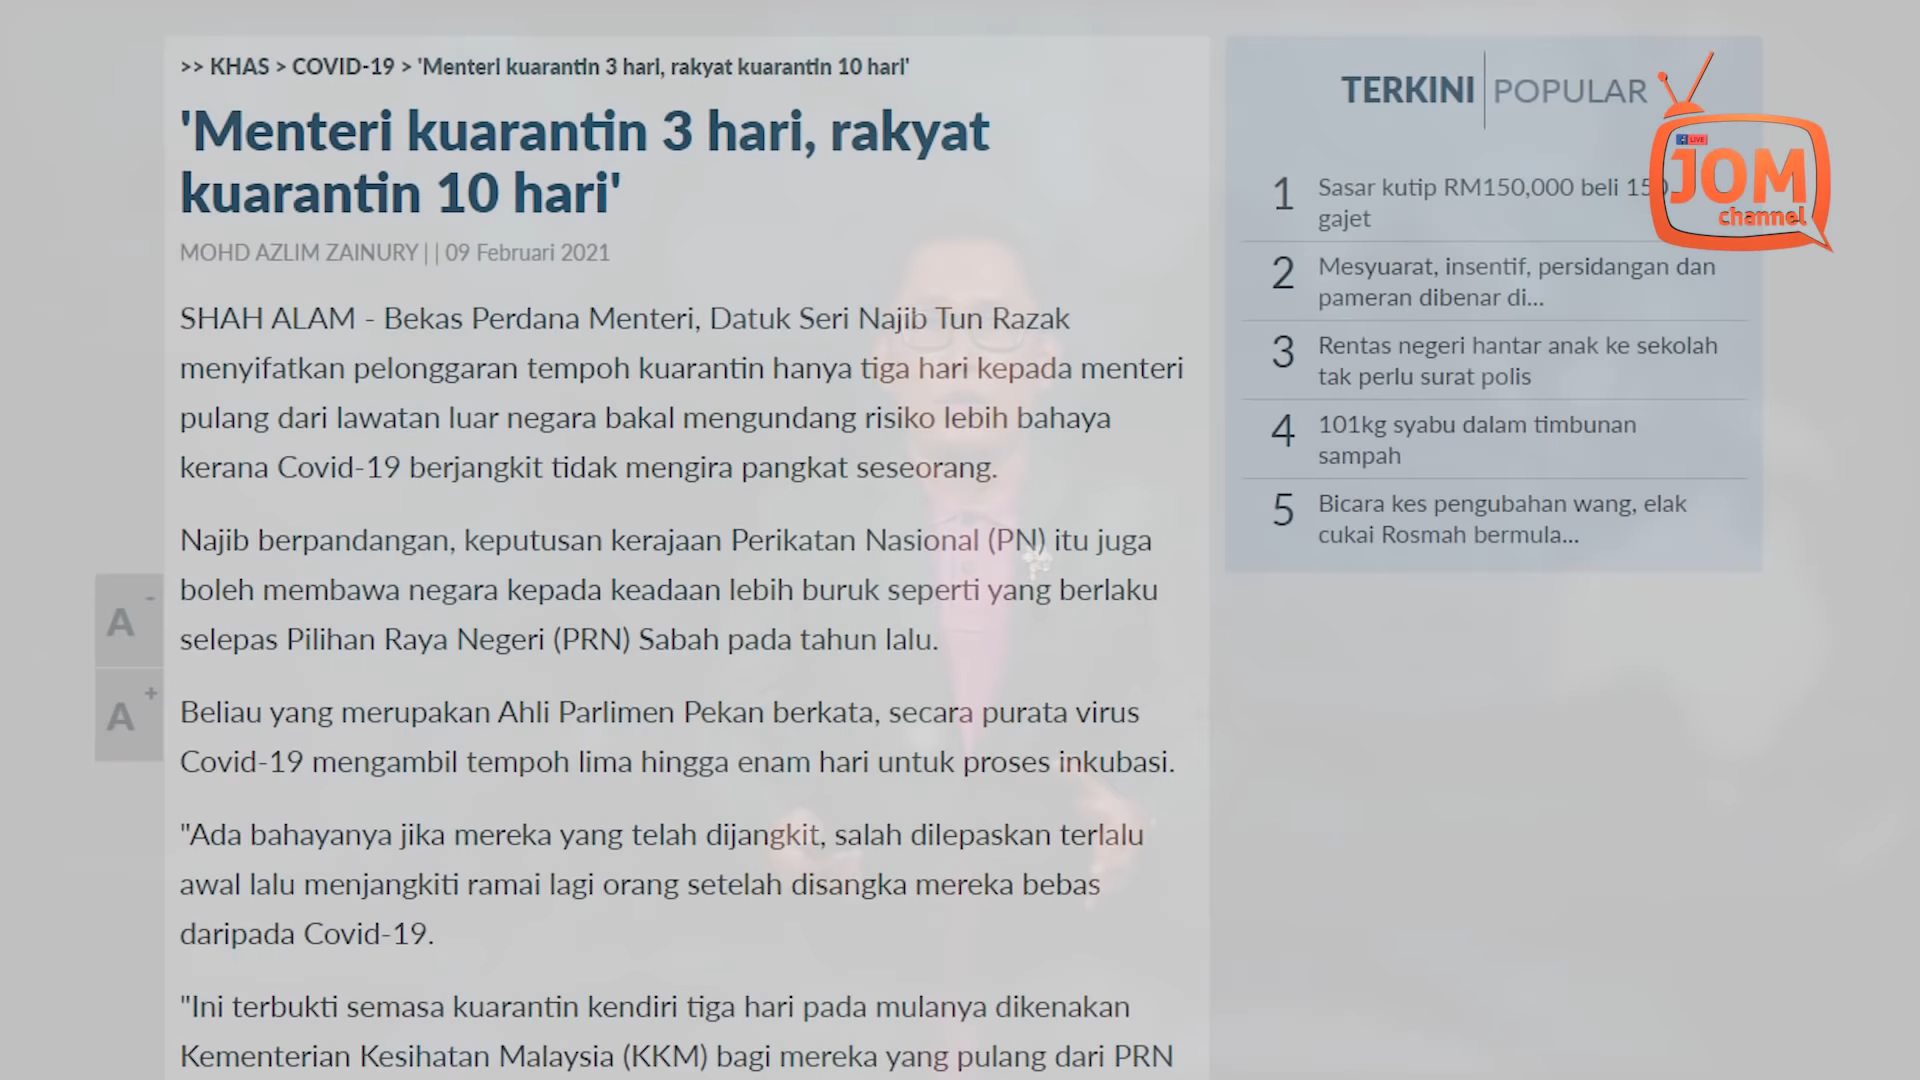 >> KHAS > COVID-19 > 'Menteri kuarantin 3 hari, rakyat kuarantin 10 hari'
'Menteri kuarantin 3 hari, rakyat
kuarantin 10 hari'
MOHD AZLIM ZAINURY | | 09 Februari 2021
SHAH ALAM - Bekas Perdana Menteri, Datuk Seri Najib Tun Razak
menyifatkan pelonggaran tempoh kuarantin hanya tiga hari kepada menteri
pulang dari lawatan luar negara bakal mengundang risiko lebih bahaya
kerana Covid-19 berjangkit tidak mengira pangkat seseorang.
Najib berpandangan, keputusan kerajaan Perikatan Nasional (PN) itu juga
boleh membawa negara kepada keadaan lebih buruk seperti yang berlaku
selepas Pilihan Raya Negeri (PRN) Sabah pada tahun lalu.
Beliau yang merupakan Ahli Parlimen Pekan berkata, secara purata virus
Covid-19 mengambil tempoh lima hingga enam hari untuk proses inkubasi.
"Ada bahayanya jika mereka yang telah dijangkit, salah dilepaskan terlalu
awal lalu menjangkiti ramai lagi orang setelah disangka mereka bebas
daripada Covid-19.
"Ini terbukti semasa kuarantin kendiri tiga hari pada mulanya dikenakan
Kementerian Kesihatan Malaysia (KKM) bagi mereka yang pulang dari PRN
A -
A +
TERKINI POPULAR
1 Sasar kutip RM150,000 beli 150
gajet
2 Mesyuarat, insentif, persidangan dan
pameran dibenar di...
3 Rentas negeri hantar anak ke sekolah
tak perlu surat polis
4 101kg syabu dalam timbunan
sampah
5 Bicara kes pengubahan wang, elak
cukai Rosmah bermula...
LIVE
JOM
channel